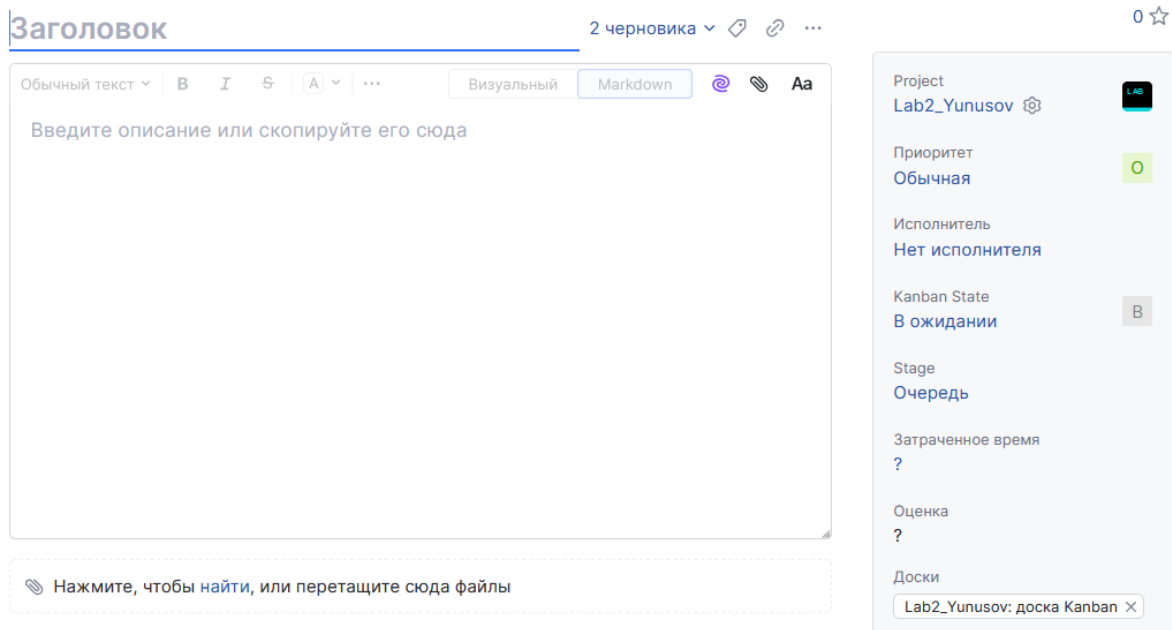 Заголовок
2 черновика
0
Обычный текст
B I S A ...
Визуальный Markdown
Aa
Введите описание или скопируйте его сюда
Нажмите, чтобы найти, или перетащите сюда файлы
Project
Lab2_Yunusov
LAB
Приоритет
Обычная
О
Исполнитель
Нет исполнителя
Kanban State
В ожидании
В
Stage
Очередь
Затраченное время
?
Оценка
?
Доски
Lab2_Yunusov: доска Kanban